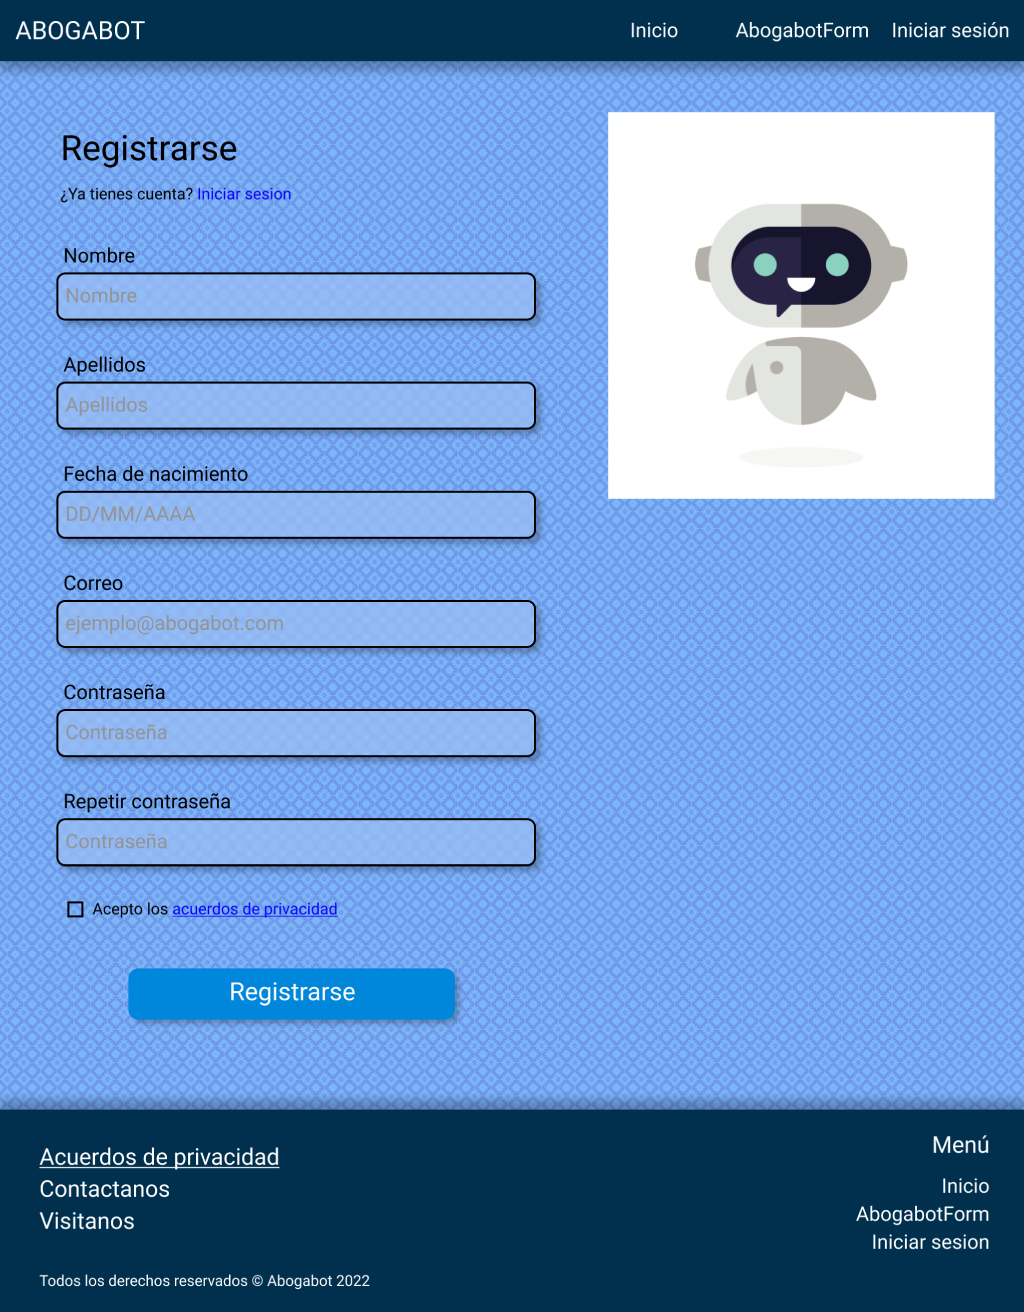 ABOGABOT
Inicio
AbogabotForm
Iniciar sesión
Registrarse
¿Ya tienes cuenta? Iniciar sesion
Nombre
Nombre
Apellidos
Apellidos
Fecha de nacimiento
DD/MM/AAAA
Correo
ejemplo@abogabot.com
Contraseña
Contraseña
Repetir contraseña
Contraseña
Acepto los acuerdos de privacidad
Registrarse
Acuerdos de privacidad
Contactanos
Visitanos
Todos los derechos reservados © Abogabot 2022
Menú
Inicio
AbogabotForm
Iniciar sesion